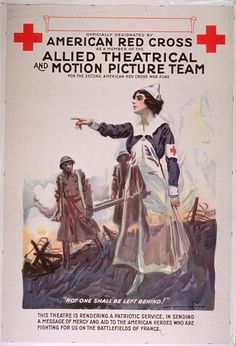 OFFICIALLY DESIGNATED BY
AMERICAN RED CROSS
AS A MEMBER OF THE
ALLIED THEATRICAL
AND MOTION PICTURE TEAM
FOR THE SECOND AMERICAN RED CROSS WAR FUND
"NOT ONE SHALL BE LEFT BEHIND!"
THIS THEATRE IS RENDERING A PATRIOTIC SERVICE, IN SENDING
A MESSAGE OF MERCY AND AID TO THE AMERICAN HEROES WHO ARE
FIGHTING FOR US ON THE BATTLEFIELDS OF FRANCE.